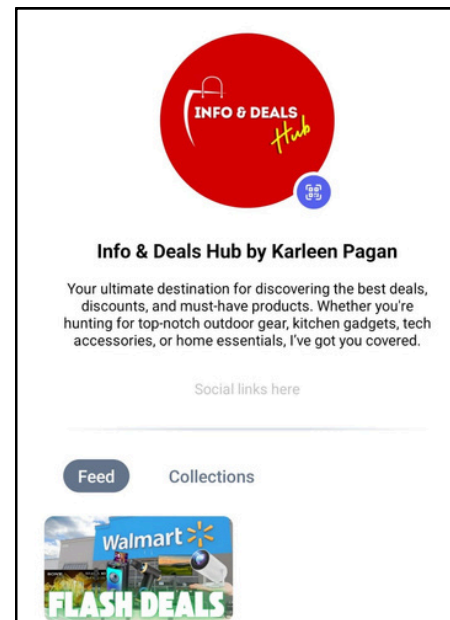 INFO & DEALS
Hub
Info & Deals Hub by Karleen Pagan
Your ultimate destination for discovering the best deals,
discounts, and must-have products. Whether you're
hunting for top-notch outdoor gear, kitchen gadgets, tech
accessories, or home essentials, I've got you covered.
Social links here
Feed
Collections
Walmart
FLASH DEALS